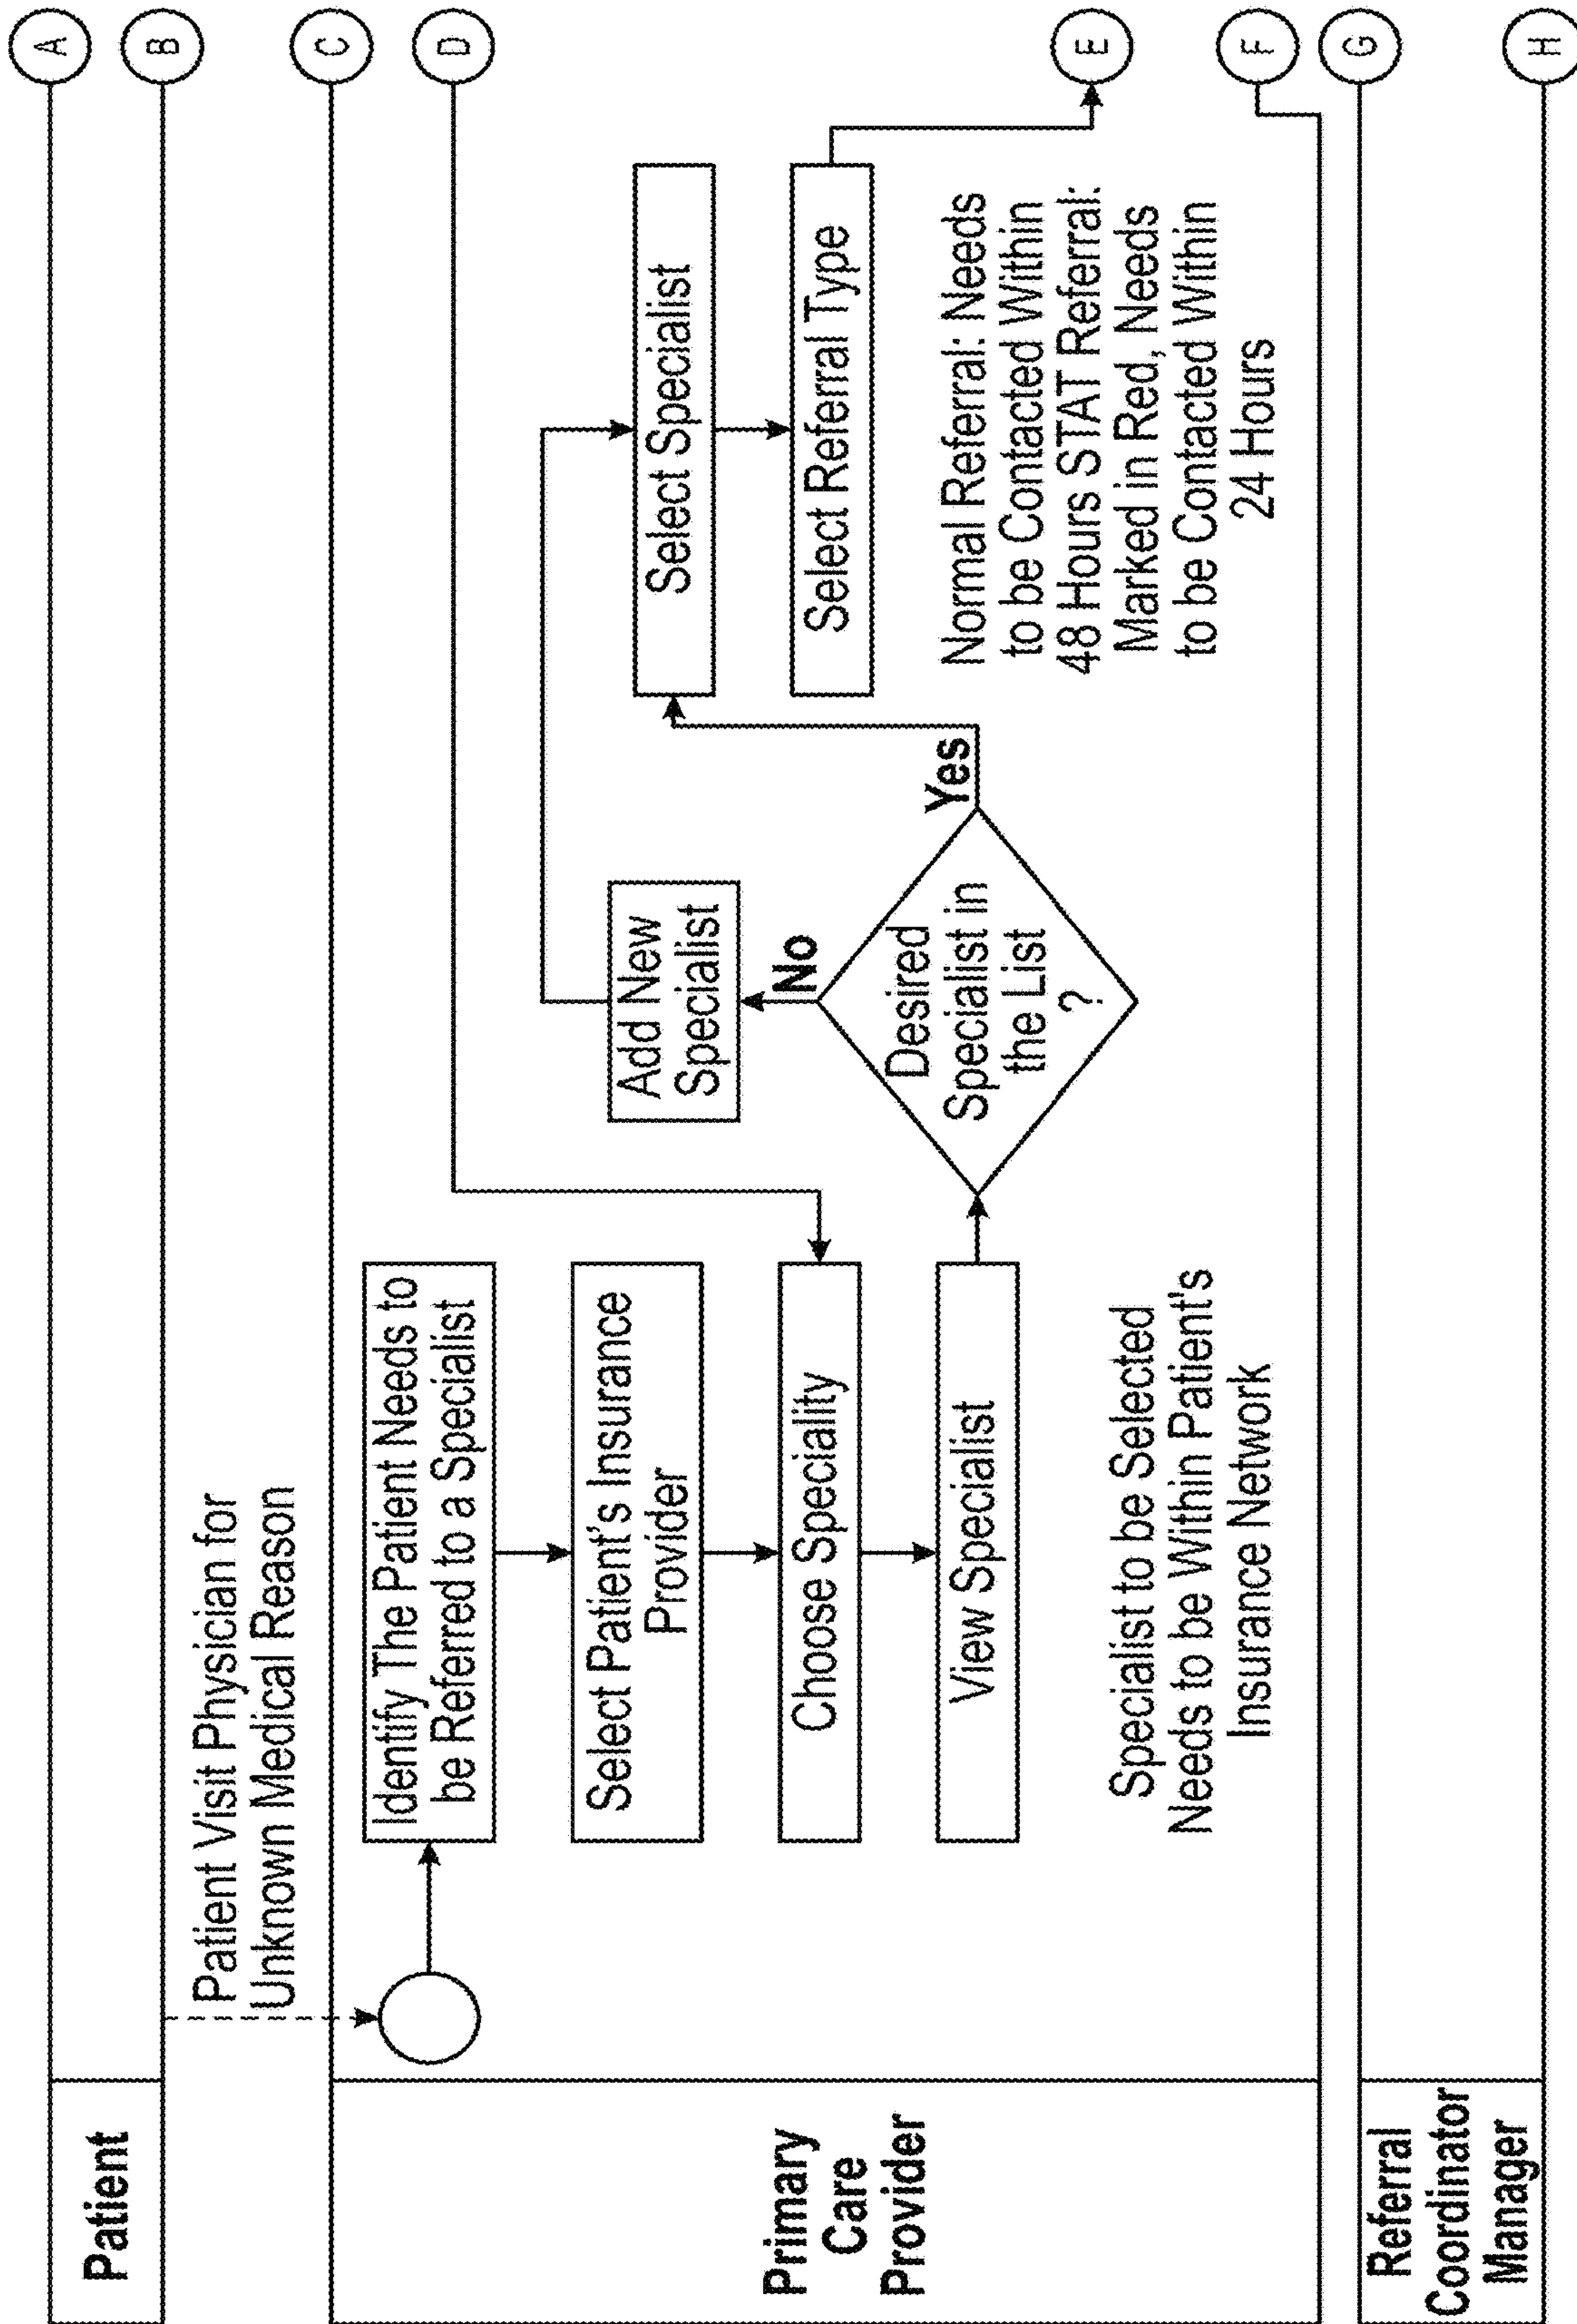 Patient
A
B
Patient Visit Physician for
Unknown Medical Reason
C
D
Primary
Care
Provider
Identify The Patient Needs to
be Referred to a Specialist
Select Patient's Insurance
Provider
Choose Speciality
View Specialist
Specialist to be Selected
Needs to be Within Patient's
Insurance Network
Desired
Specialist in
the List
?
No
Yes
Add New
Specialist
Select Specialist
Select Referral Type
Normal Referral: Needs
to be Contacted Within
48 Hours STAT Referral:
Marked in Red, Needs
to be Contacted Within
24 Hours
E
F
Referral
Coordinator
Manager
G
H